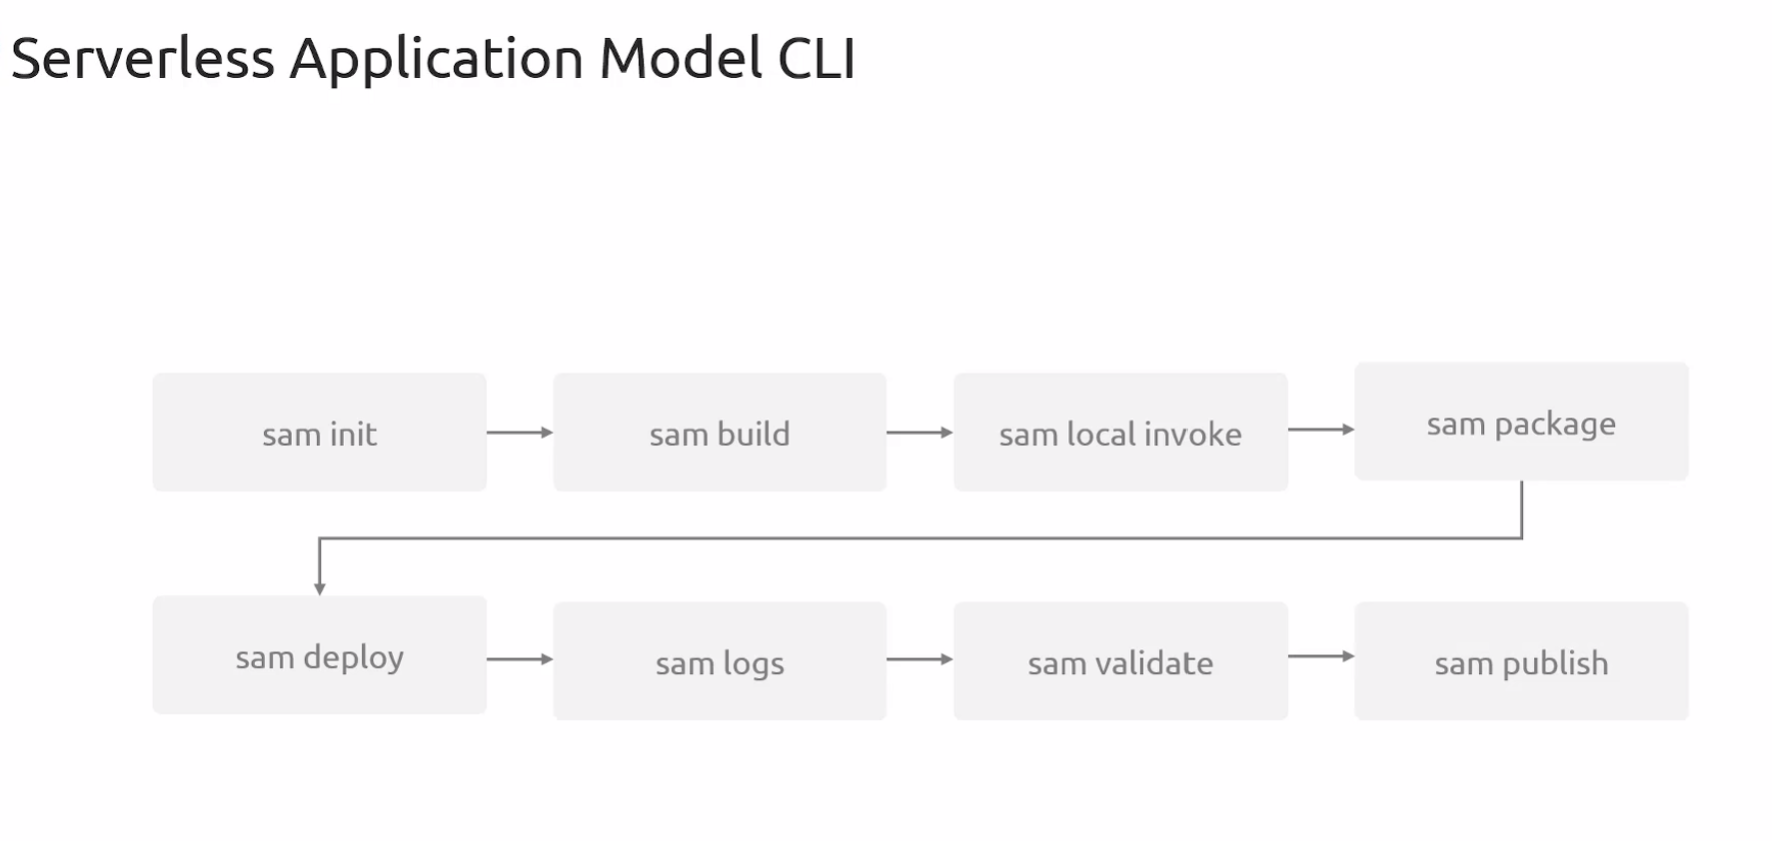 Serverless Application Model CLI
sam init
sam build
sam local invoke
sam package
sam deploy
sam logs
sam validate
sam publish